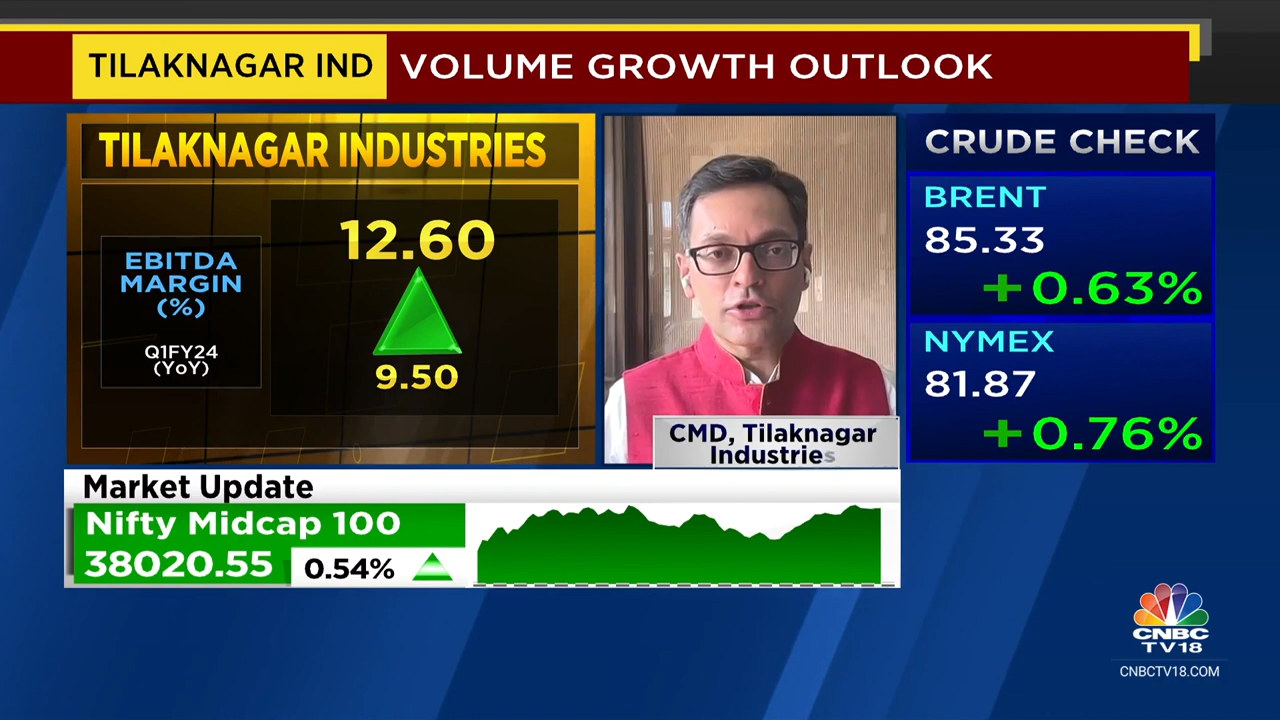 TILAKNAGAR IND
VOLUME GROWTH OUTLOOK
TILAKNAGAR INDUSTRIES
EBITDA
MARGIN
(%)
Q1FY24
(YoY)
12.60
9.50
CMD, Tilaknagar
Industries
CRUDE CHECK
BRENT
85.33
+0.63%
NYMEX
81.87
+0.76%
Market Update
Nifty Midcap 100
38020.55
0.54%
CNBC
TV18
CNBCTV18.COM